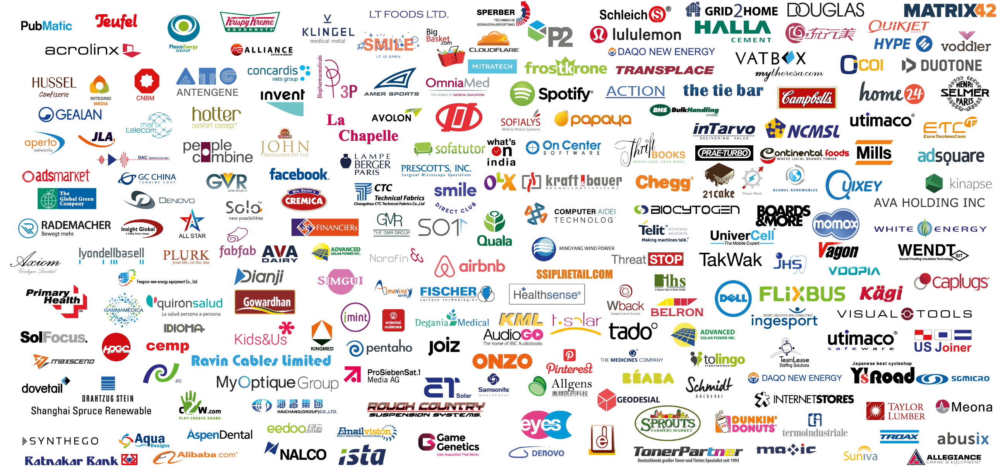 PubMatic
Teufel
PlascoEnergy
GROUP
Krispy Kreme
DOUGHNUTS
KLINGEL
medical metal
LT FOODS LTD.
SMILE
I.T IS OPEN
Big
Basket
.com
SPERBER
TECHNISCHE
GEBÄUDEAUSRÜSTUNG
CLOUDFLARE
P2
Schleich S®
lululemon
GRID2HOME
HALLA
CEMENT
DOUGLAS
QUIKJET
CARGO
MATRIX42
HYPE
voddler
acrolinx
ALLIANCE
ENTERTAINMENT
MITRATECH
frostkrone
DAQO NEW ENERGY
TRANSPLACE
VATBOX
mytheresa.com
COI
DUOTONE
HUSSEL
Confiserie
INTEGRID
MEDIA
CNBM
ATG
ANTENGENE
concardis
nets group
invent
Biopharmaceuticals
3P
AMER SPORTS
OmniaMed
THE WORLD OF MEDICAL EDUCATION
Spotify®
ACTION
the tie bar
Campbell's
home24
HENRI
SELMER
PARIS
GEALAN
manx
telecom
hotter
comfort concept®
La
Chapelle
AVOLON
SOFIALYS
Mobile Media Systems
papaya
BHS BulkHandling
SYSTEMS
inTarvo
DELIVERING VALUE
NCMSL
utimaco®
ETC
EuroTechnoCom
aperto
networks
JLA
people
combine
JOHNS
JOHN
DISTILLERIES PVT LTD
LAMPE
BERGER
PARIS
sofatutor
what's
on
india
On Center
SOFTWARE
Thrift
BOOKS
SPEND LESS. READ MORE.
PRAE-TURBO
Continental foods
WHERE LOCAL BRANDS THRIVE
Mills
adsquare
DAC Semiconductor
adsmarket
GC CHINA
TURBINE CORP.
GVR
INFRA PROJECTS
facebook
PRESCOTT'S, INC.
Surgical Microscope Specialists
OLX
kraft&bauer
BRANDSCHUTZSYSTEME
Chegg®
21cake
Power Mech
GLOBAL RENEWABLES
QUIXEY
kinapse
The
Global Green
Company
DENOVO
Solo™
new possibilities
Mrs. Bector's
CREMICA
CTC
Technical Fabrics
Changzhou CTC Technical Fabrics Co.,Ltd
smile
DIRECT CLUB
COMPUTER AIDEI
TECHNOLOG
BIOCYTOGEN
BOARDS
&MORE
momox
AVA HOLDING INC
RADEMACHER
Bewegt mehr.
Insight Global
A Staffing Service Company
ALL STAR
fabfab
FINANCIERS
GMR
THE GMR GROUP
SO1
Quala
Telit® wireless
solutions
Making machines talk.®
UniverCell
The Mobile Expert
WHITE ENERGY
Axiom
Cordages Limited
lyondellbasell
PLURK
your life, on the line
AVA
DAIRY
ADVANCED
SOLAR POWER INC.
Norafin
airbnb
MINGYANG WIND POWER
ThreatSTOP
TakWak
JHS
Vagon
WENDT
SIT
Sound Proofing Insulation Technology
Fengrun new energy equipment Co., Ltd
Dianji
SIMGUI
Almaviva
santé
SSIPLRETAIL.COM
ihs
A Smarter Way to Better Health
VOOPIA
caplugs®
Primary
Health
SM
GAMMAMEDICA
quirónsalud
La salud persona a persona
Gowardhan
FISCHER
surface technologies
Healthsense®
Wback
bread and buns
BELRON
DELL
FLiXBUS
Kägi
imint
oriental
cuisines
Degania Medical
KML
t.solar
tado°
SPORT, HEALTH & SPA CONSULTING
ingesport
VISUAL TOOLS
IDIOMA
SolFocus.
HDGC
cemp
Kids&Us
KINGMED
pentaho
joiz
AudioGO
The home of BBC Audiobooks
ADVANCED
SOLAR POWER INC.
TeamLease
Staffing Solutions
utimaco®
safeware
US Joiner
maxscend
ATC
Ravin Cables Limited
ONZO
Pinterest
THE MEDICINES COMPANY
tolingo
translations
Japanese best cycleshop
Y'sRoad
SGMICRO
dovetail
DRAHTZUG STEIN
MyOptiqueGroup
ProSiebenSat.1
Media AG
ET
Solar
Samsonite
WORLDPROOF
Allgens
奥精医药科技
BÉABA
Schmidt
BÄCKEREI
DAQO NEW ENERGY
Shanghai Spruce Renewable
W.com
PLAY.CREATE.SHARE.
海昌集团
HAICHANG(GROUP)CO.,LTD.
ROUGH COUNTRY
SUSPENSION SYSTEMS.
GEODESIAL
INTERNETSTORES
TAYLOR
LUMBER
Meona
SYNTHEGO
Aqua
Designs
AspenDental
eedoo
Emailvision
Direct Marketing TechSolutions
Game
Genetics
User Acquisition That Works
eyes
technologies
SPROUTS
FARMERS MARKET
DUNKIN'
DONUTS
termoindustriale
TROAX
abusix
Ratnakar Bank
Alibaba.com®
NALCO
ista
DENOVO
e
TonerPartner
Deutschlands großer Toner und Tinten Spezialist seit 1993
maxic
Suniva
ALLEGIANCE
CRANE & EQUIPMENT